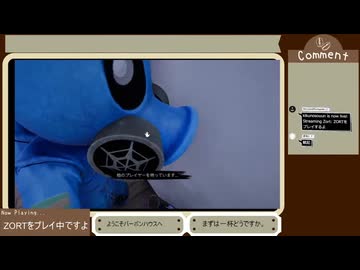 Comment
kikunosoun is now live!
Streaming Zort: ZORTを
プレイするよ
他のプレイヤーを待っています。
Now Playing...
ZORTをプレイ中ですよ
ようこそバーボンハウスへ
まずは一杯どうですか。